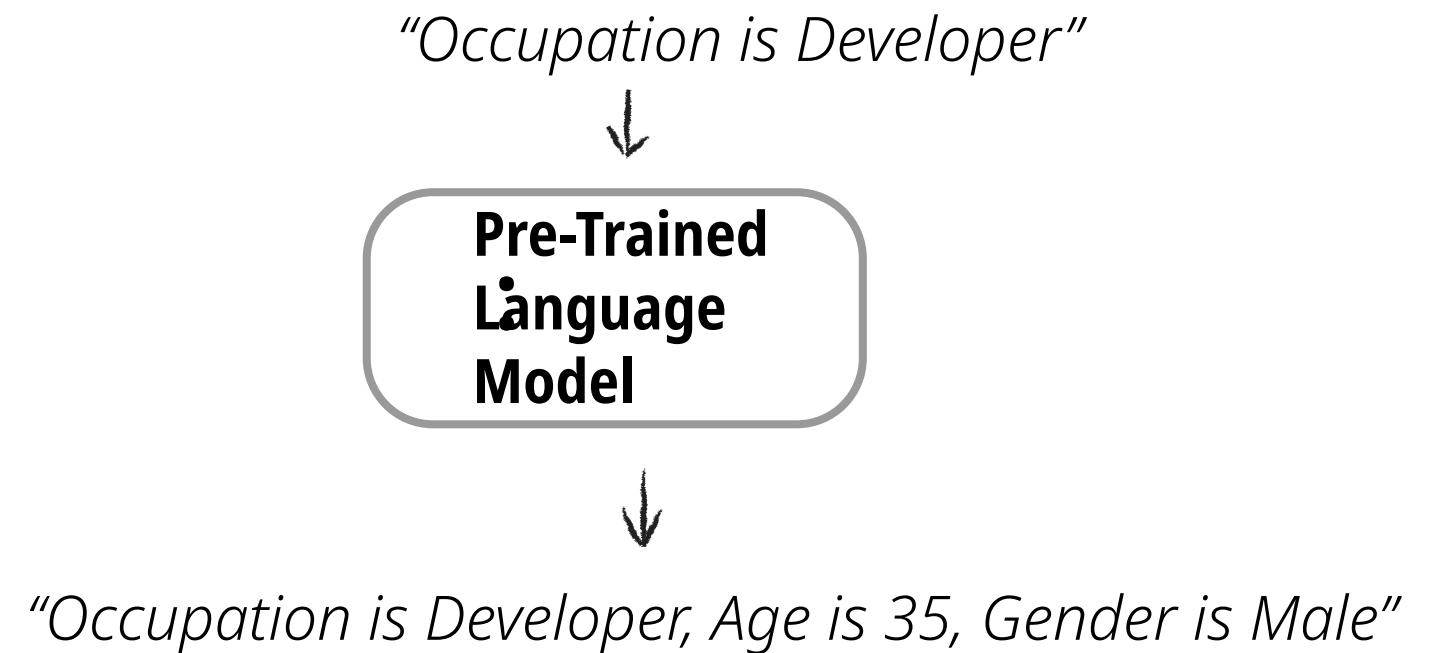 “Occupation is Developer”
Pre-Trained
Language
Model
“Occupation is Developer, Age is 35, Gender is Male”